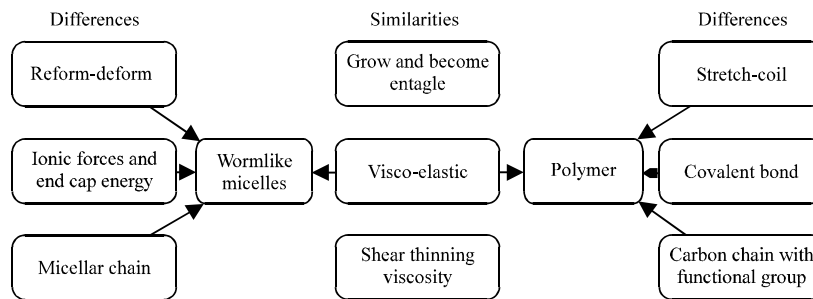 Differences
Similarities
Differences
Reform-deform
Grow and become
entagle
Stretch-coil
Ionic forces and
end cap energy
Wormlike
micelles
Visco-elastic
Polymer
Covalent bond
Micellar chain
Shear thinning
viscosity
Carbon chain with
functional group